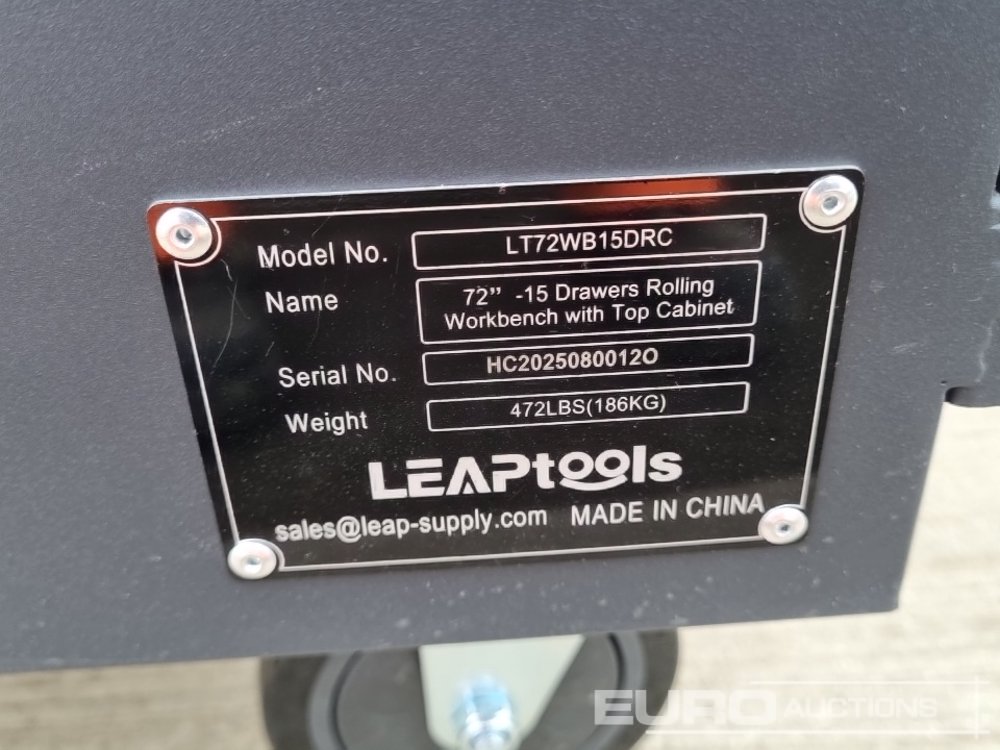 Model No. LT72WB15DRC
Name 72” -15 Drawers Rolling
Workbench with Top Cabinet
Serial No. HC2025080012O
Weight 472LBS(186KG)
LEAPtools
sales@leap-supply.com MADE IN CHINA
EURO AUCTIONS